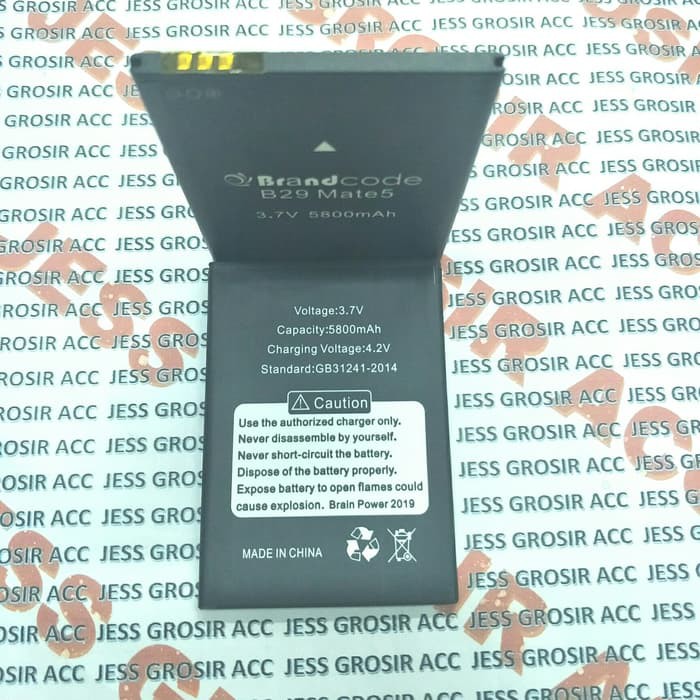 Brandcode
B29 Mate5
3.7V 5800mAh
Voltage:3.7V
Capacity:5800mAh
Charging Voltage:4.2V
Standard:GB31241-2014
Caution
Use the authorized charger only.
Never disassemble by yourself.
Never short-circuit the battery.
Dispose of the battery properly.
Expose battery to open flames could
cause explosion. Brain Power 2019
MADE IN CHINA
JESS GROSIR ACC